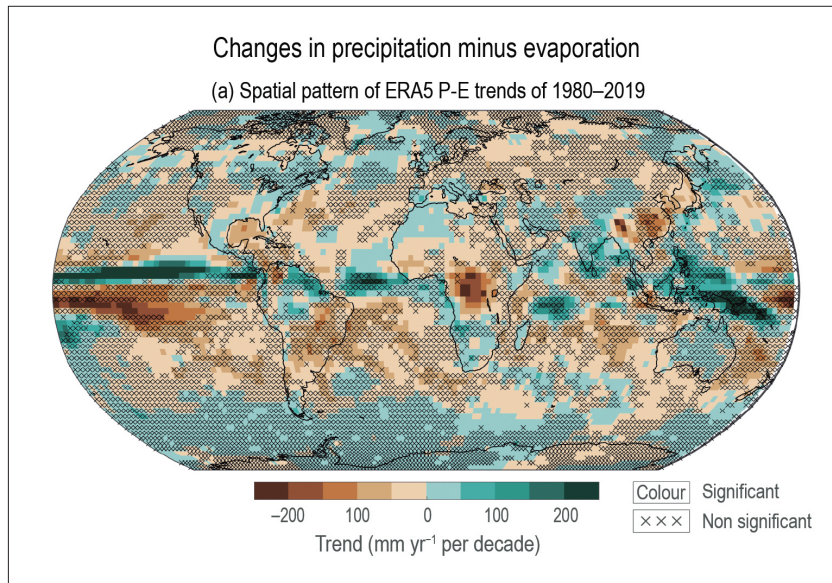 Changes in precipitation minus evaporation
(a) Spatial pattern of ERA5 P-E trends of 1980–2019
–200 100 0 100 200
Trend (mm yr⁻¹ per decade)
Colour Significant
××× Non significant